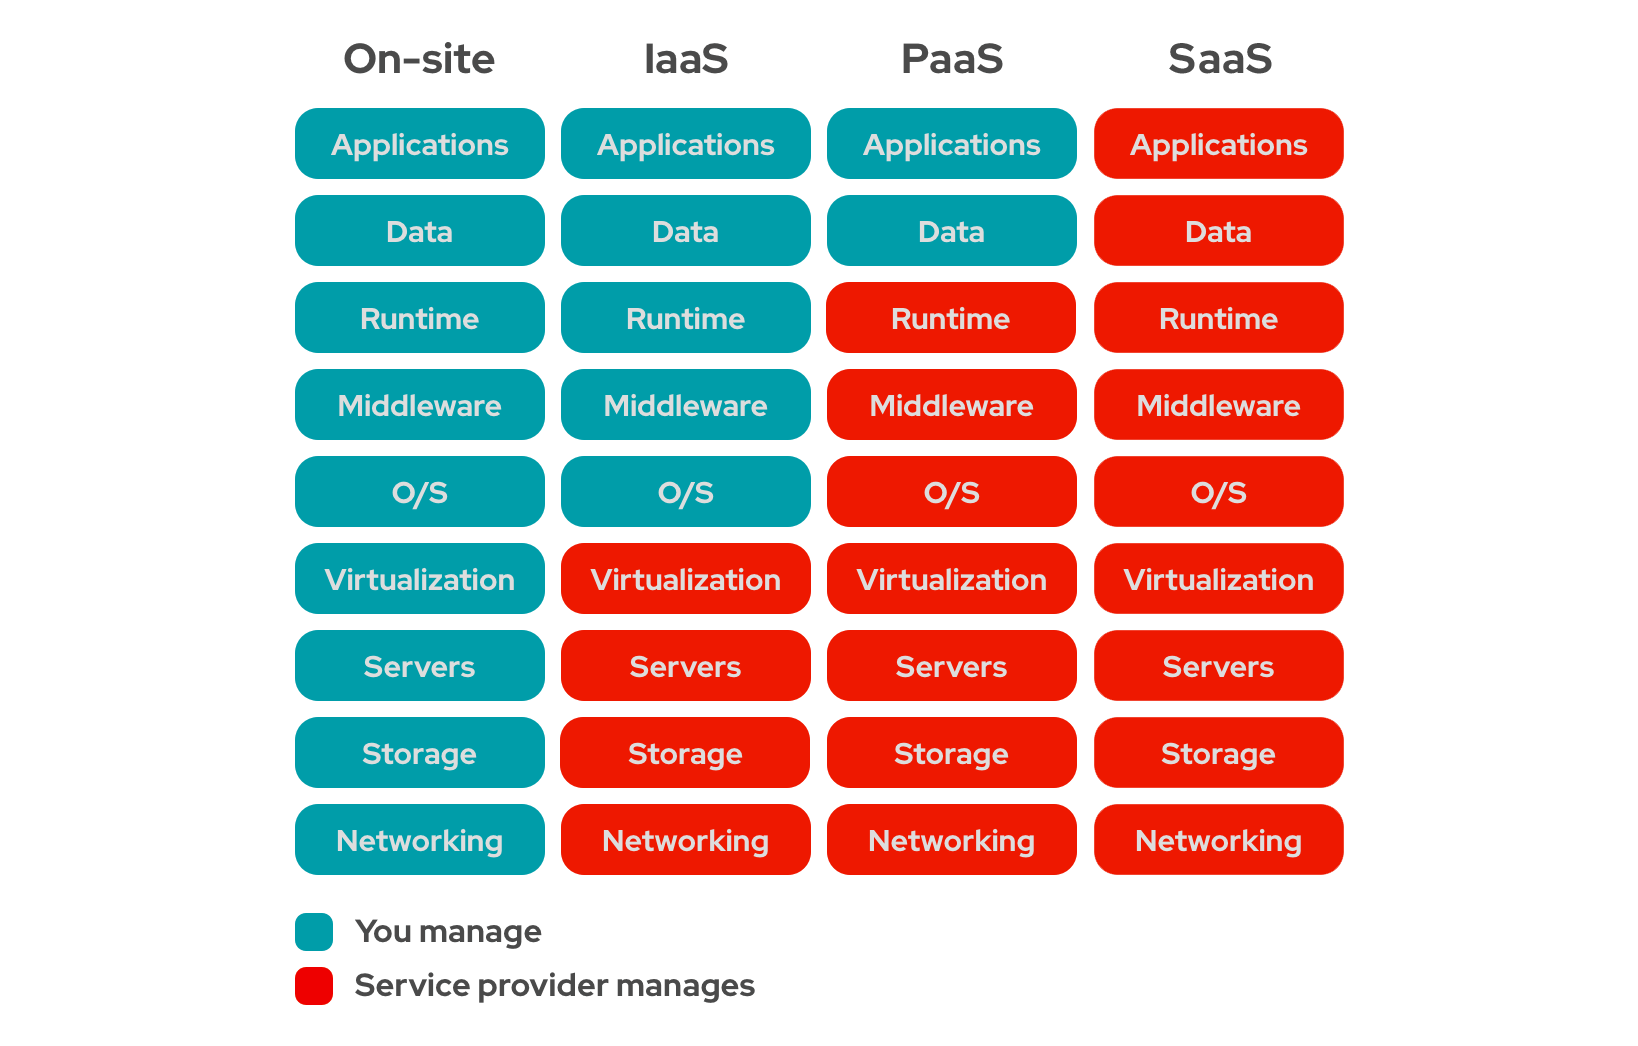 On-site IaaS PaaS SaaS
Applications Applications Applications Applications
Data Data Data Data
Runtime Runtime Runtime Runtime
Middleware Middleware Middleware Middleware
O/S O/S O/S O/S
Virtualization Virtualization Virtualization Virtualization
Servers Servers Servers Servers
Storage Storage Storage Storage
Networking Networking Networking Networking
You manage
Service provider manages